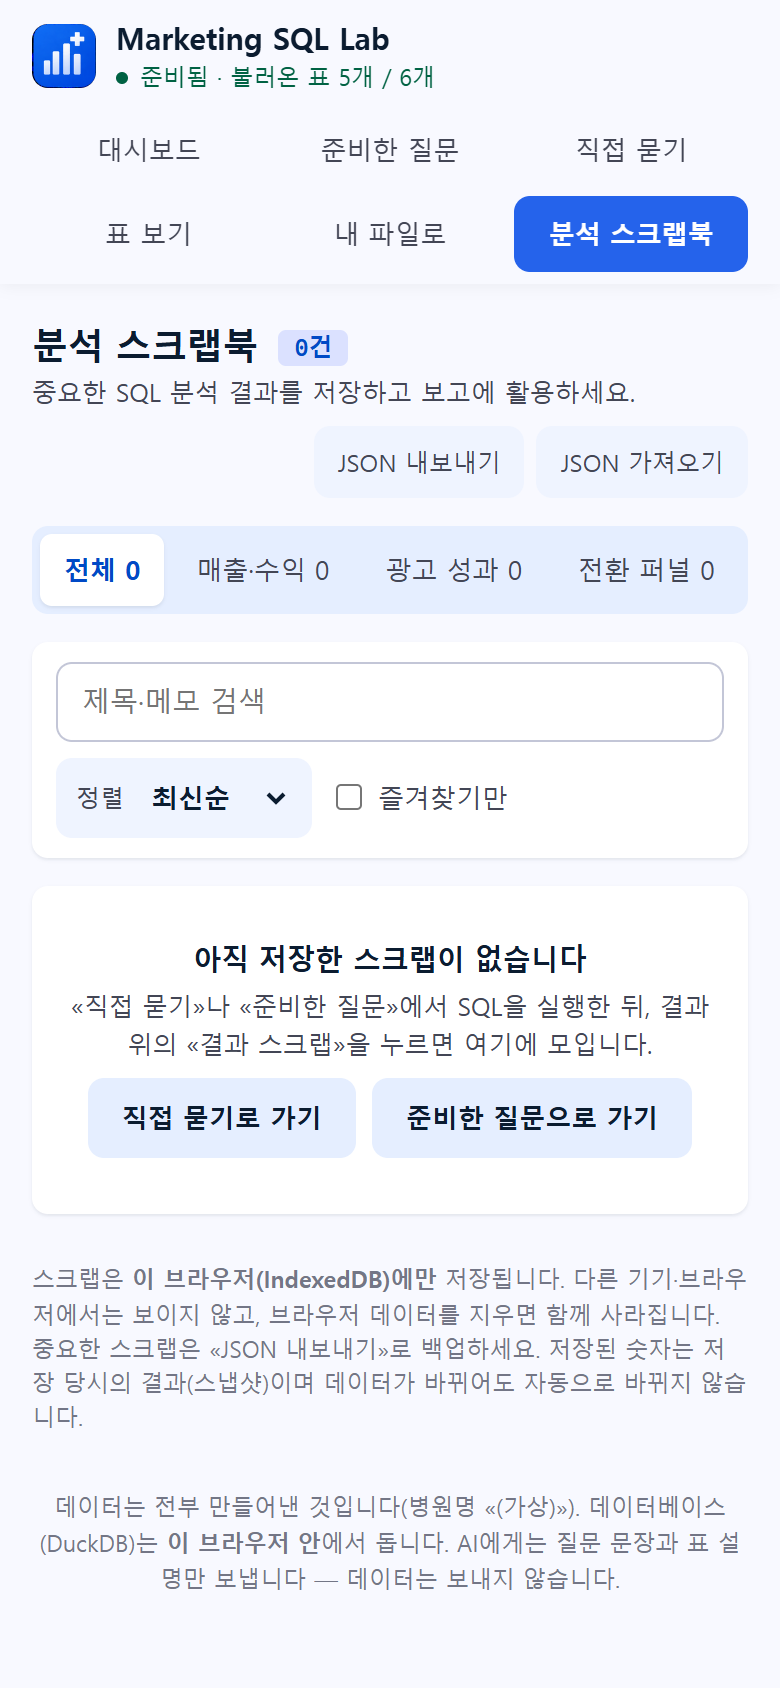 Marketing SQL Lab
준비됨 · 불러온 표 5개 / 6개
대시보드 준비한 질문 직접 묻기
표 보기 내 파일로 분석 스크랩북
분석 스크랩북 0건
중요한 SQL 분석 결과를 저장하고 보고에 활용하세요.
JSON 내보내기 JSON 가져오기
전체 0 매출·수익 0 광고 성과 0 전환 퍼널 0
제목·메모 검색
정렬 최신순 즐겨찾기만
아직 저장한 스크랩이 없습니다
«직접 묻기»나 «준비한 질문»에서 SQL을 실행한 뒤, 결과
위의 «결과 스크랩»을 누르면 여기에 모입니다.
직접 묻기로 가기 준비한 질문으로 가기
스크랩은 이 브라우저(IndexedDB)에만 저장됩니다. 다른 기기·브라우
저에서는 보이지 않고, 브라우저 데이터를 지우면 함께 사라집니다.
중요한 스크랩은 «JSON 내보내기»로 백업하세요. 저장된 숫자는 저
장 당시의 결과(스냅샷)이며 데이터가 바뀌어도 자동으로 바뀌지 않습
니다.
데이터는 전부 만들어낸 것입니다(병원명 «(가상)»). 데이터베이스
(DuckDB)는 이 브라우저 안에서 돕니다. AI에게는 질문 문장과 표 설
명만 보냅니다 — 데이터는 보내지 않습니다.